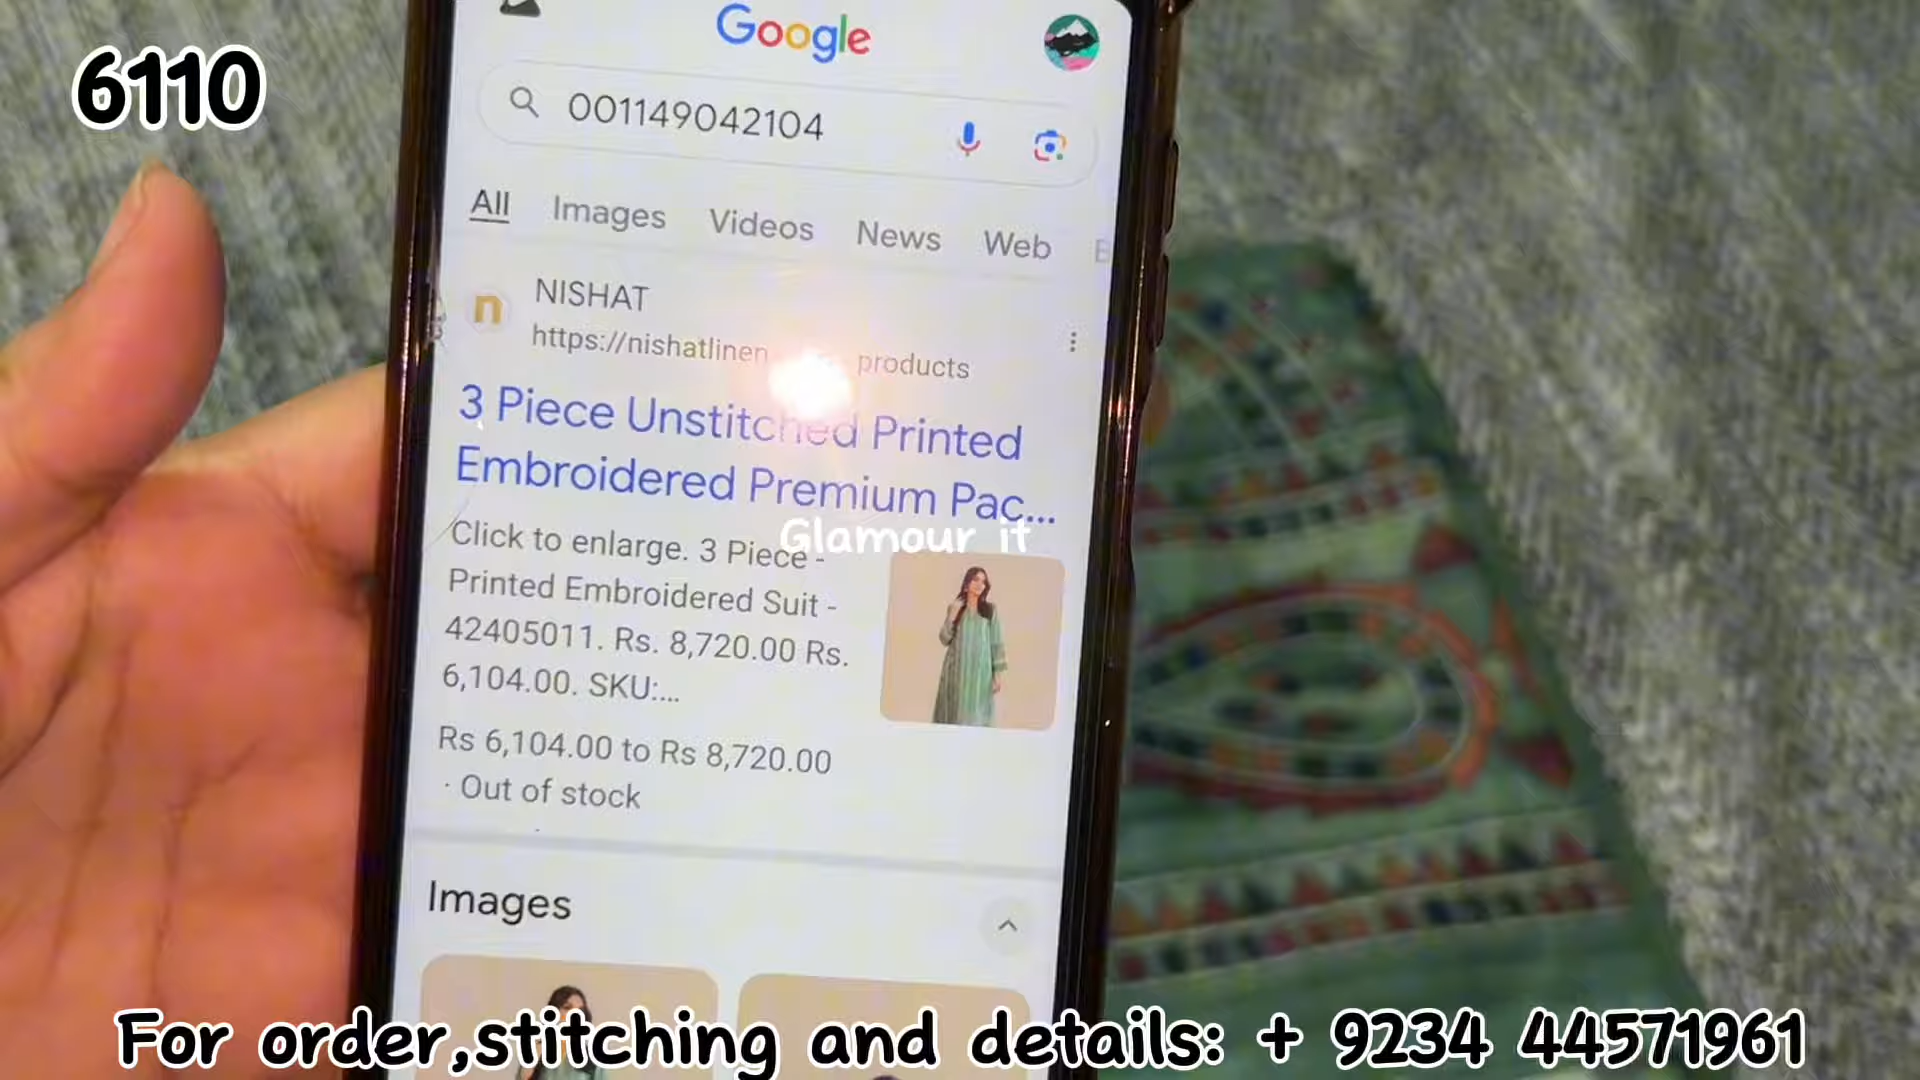 6110
Google
001149042104
All Images Videos News Web
n
NISHAT
https://nishatlinen products
3 Piece Unstitched Printed
Embroidered Premium Pac...
Glamour it
Click to enlarge. 3 Piece -
Printed Embroidered Suit -
42405011. Rs. 8,720.00 Rs.
6,104.00. SKU:...
Rs 6,104.00 to Rs 8,720.00
· Out of stock
Images
For order,stitching and details: + 9234 44571961